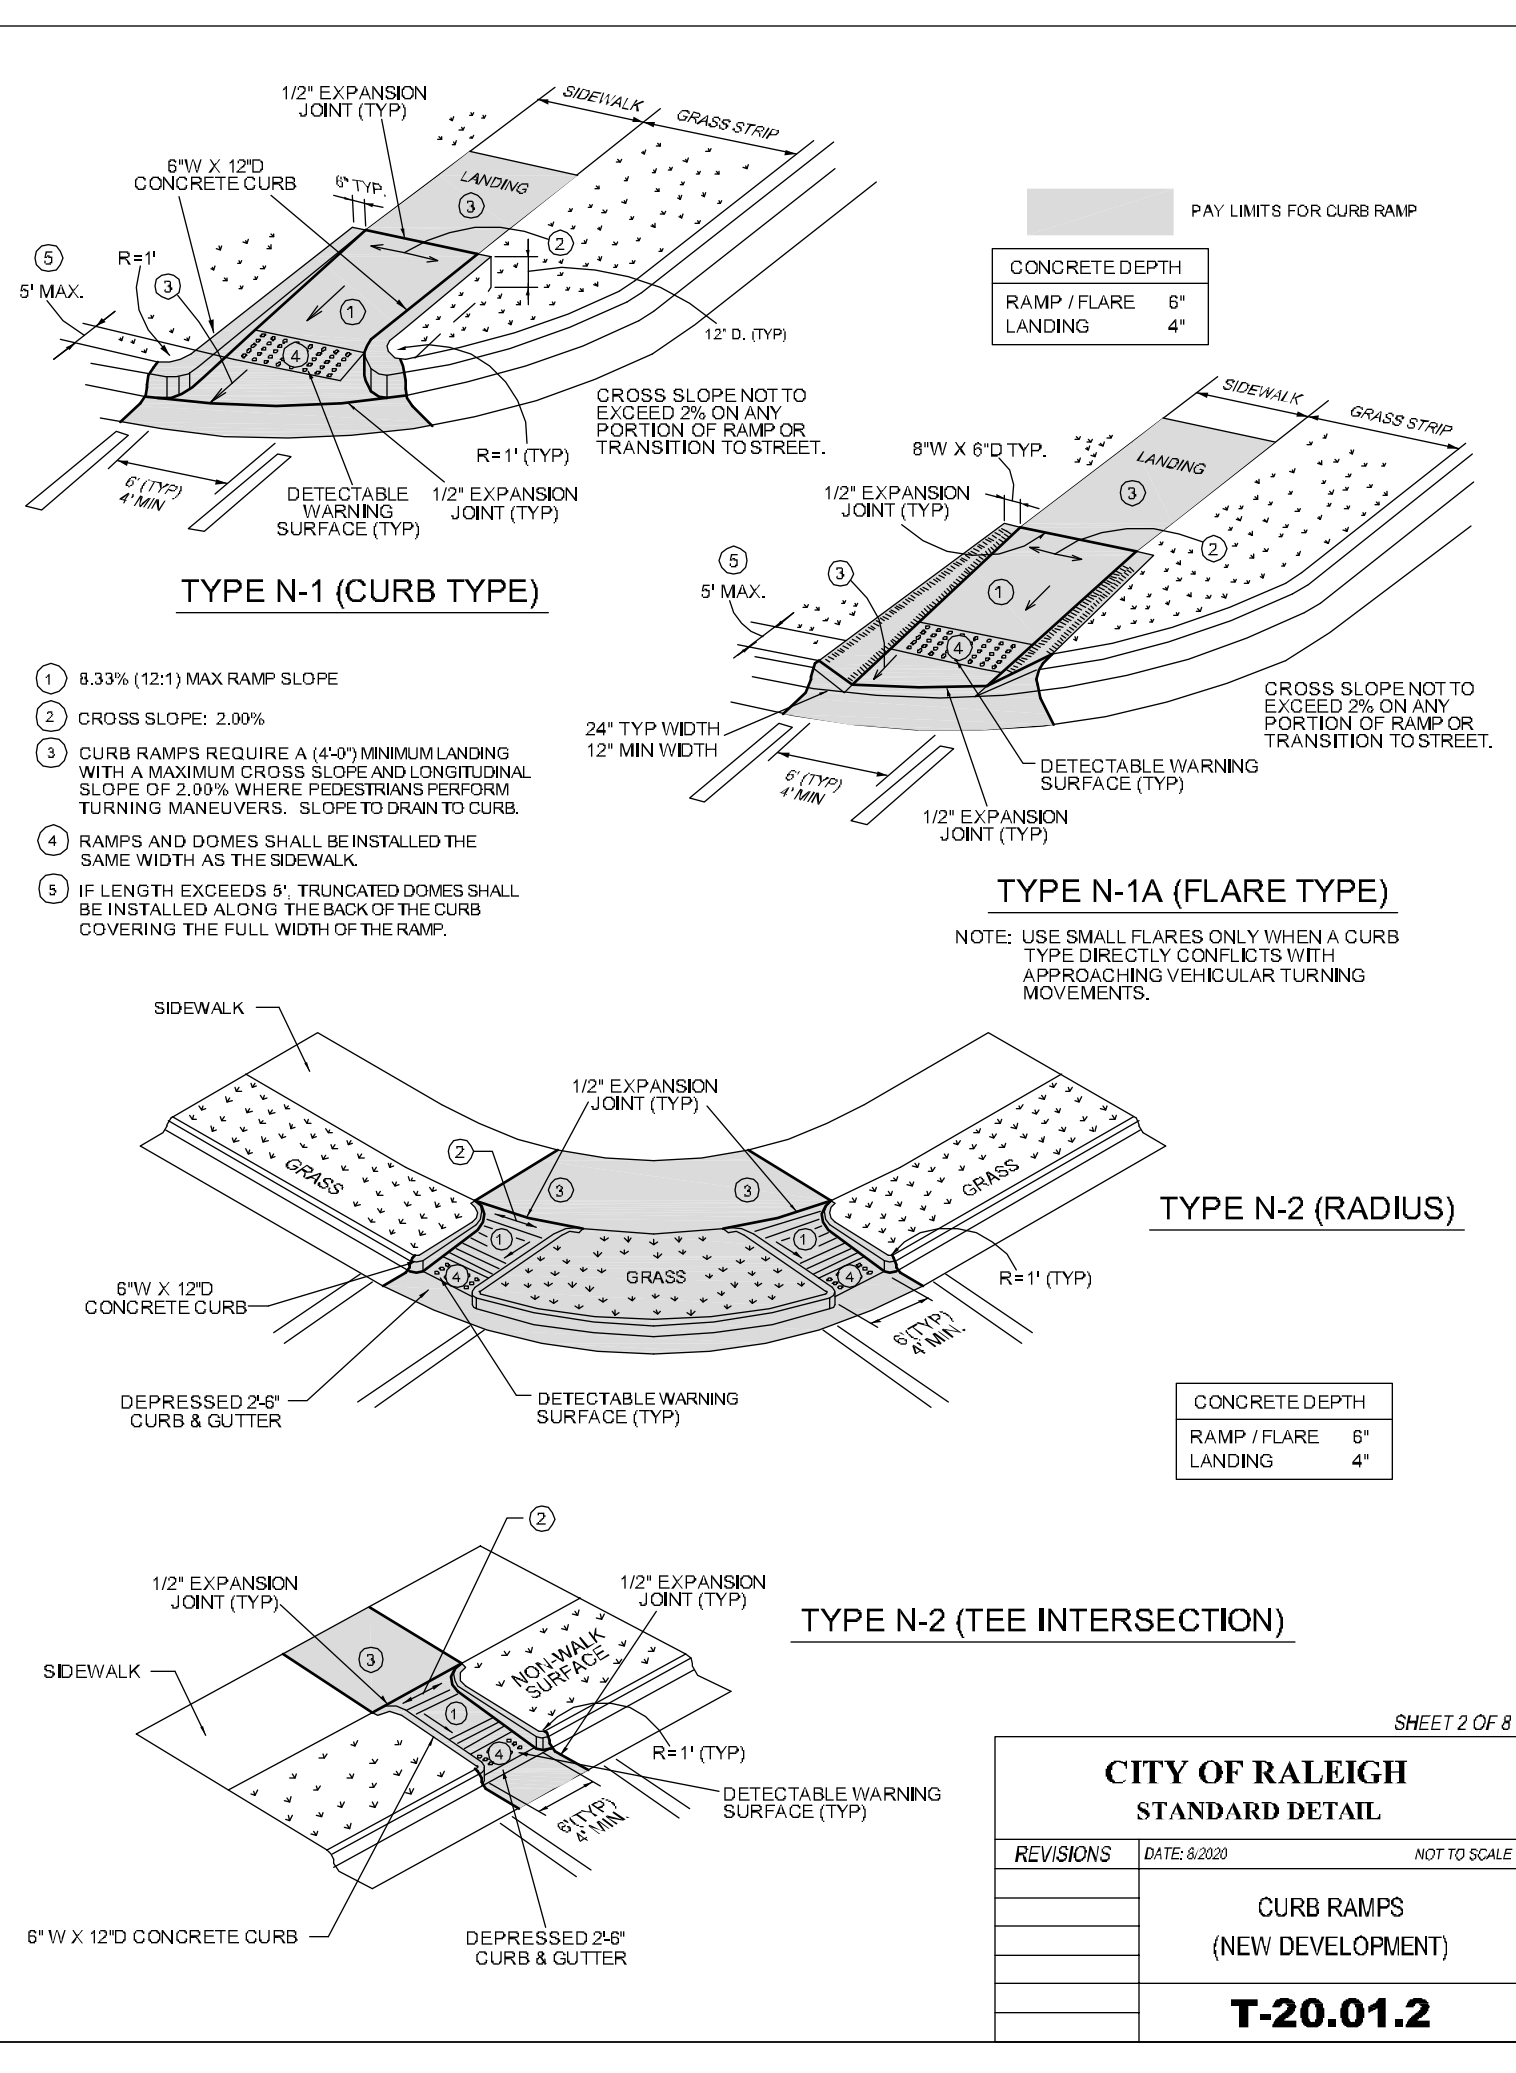 1/2" EXPANSION
JOINT (TYP)
SIDEWALK
GRASS STRIP
6"W X 12"D
CONCRETE CURB
6" TYP.
LANDING
3
2
5
5' MAX.
R=1'
3
1
4
12" D. (TYP)
CROSS SLOPE NOT TO
EXCEED 2% ON ANY
PORTION OF RAMP OR
TRANSITION TO STREET.
R=1' (TYP)
6' (TYP)
4' MIN
DETECTABLE
WARNING
SURFACE (TYP)
1/2" EXPANSION
JOINT (TYP)
TYPE N-1 (CURB TYPE)
PAY LIMITS FOR CURB RAMP
CONCRETE DEPTH
RAMP / FLARE 6"
LANDING 4"
SIDEWALK
GRASS STRIP
8"W X 6"D TYP.
LANDING
3
1/2" EXPANSION
JOINT (TYP)
2
5
5' MAX.
3
1
4
24" TYP WIDTH
12" MIN WIDTH
CROSS SLOPE NOT TO
EXCEED 2% ON ANY
PORTION OF RAMP OR
TRANSITION TO STREET.
6' (TYP)
4' MIN
DETECTABLE WARNING
SURFACE (TYP)
1/2" EXPANSION
JOINT (TYP)
TYPE N-1A (FLARE TYPE)
NOTE: USE SMALL FLARES ONLY WHEN A CURB
TYPE DIRECTLY CONFLICTS WITH
APPROACHING VEHICULAR TURNING
MOVEMENTS.
1 8.33% (12:1) MAX RAMP SLOPE
2 CROSS SLOPE: 2.00%
3 CURB RAMPS REQUIRE A (4'-0") MINIMUM LANDING
WITH A MAXIMUM CROSS SLOPE AND LONGITUDINAL
SLOPE OF 2.00% WHERE PEDESTRIANS PERFORM
TURNING MANEUVERS. SLOPE TO DRAIN TO CURB.
4 RAMPS AND DOMES SHALL BE INSTALLED THE
SAME WIDTH AS THE SIDEWALK.
5 IF LENGTH EXCEEDS 5', TRUNCATED DOMES SHALL
BE INSTALLED ALONG THE BACK OF THE CURB
COVERING THE FULL WIDTH OF THE RAMP.
SIDEWALK
1/2" EXPANSION
JOINT (TYP)
2
GRASS
3
3
GRASS
1
1
4
GRASS
4
R=1' (TYP)
6"W X 12"D
CONCRETE CURB
6'(TYP)
4' MIN.
DEPRESSED 2'-6"
CURB & GUTTER
DETECTABLE WARNING
SURFACE (TYP)
TYPE N-2 (RADIUS)
CONCRETE DEPTH
RAMP / FLARE 6"
LANDING 4"
2
1/2" EXPANSION
JOINT (TYP)
1/2" EXPANSION
JOINT (TYP)
SIDEWALK
3
NON-WALK
SURFACE
1
4
R=1' (TYP)
DETECTABLE WARNING
SURFACE (TYP)
6'(TYP)
4' MIN.
6" W X 12"D CONCRETE CURB
DEPRESSED 2'-6"
CURB & GUTTER
TYPE N-2 (TEE INTERSECTION)
SHEET 2 OF 8
CITY OF RALEIGH
STANDARD DETAIL
REVISIONS
DATE: 8/2020
NOT TO SCALE
CURB RAMPS
(NEW DEVELOPMENT)
T-20.01.2